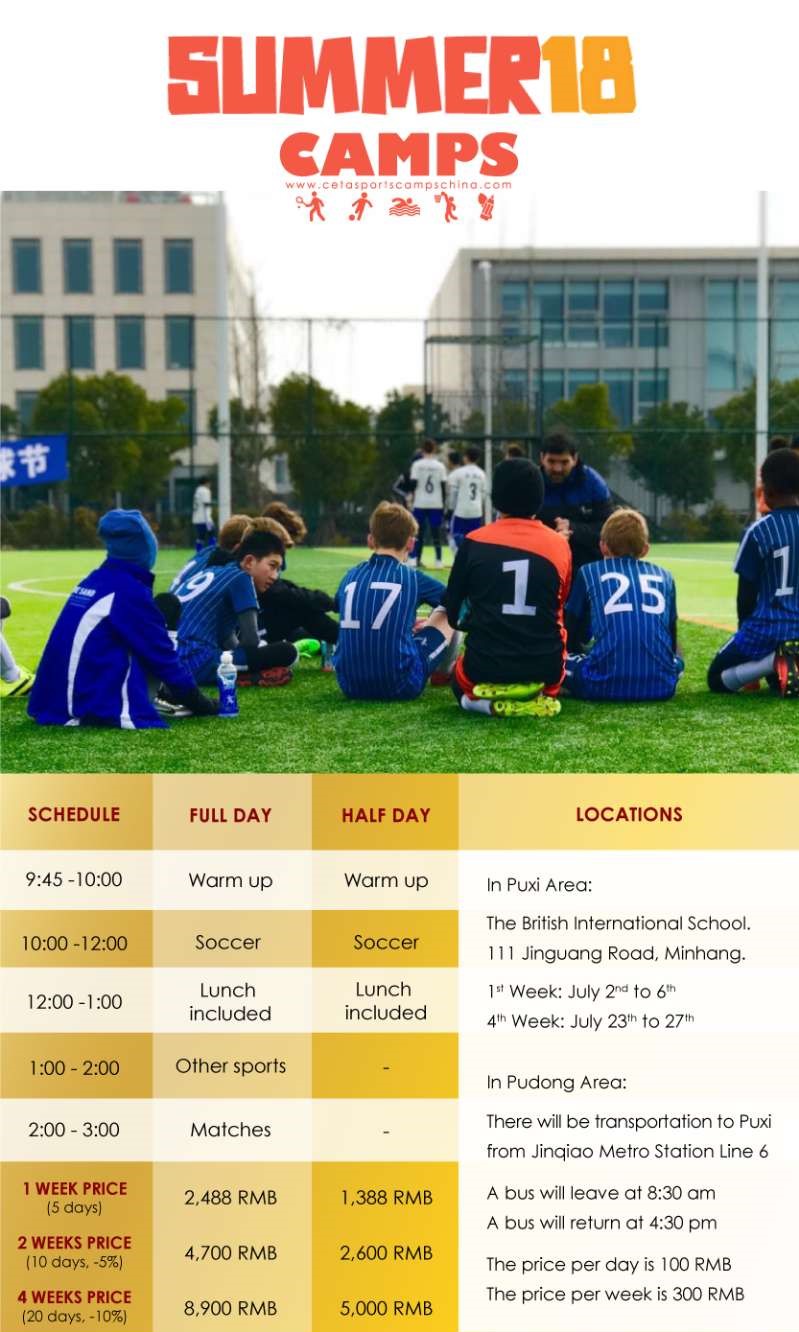 SUMMER18
CAMPS
www.cetasportscampschina.com
球节
6
3
19
17
1
25
1
SCHEDULE FULL DAY HALF DAY LOCATIONS
9:45 -10:00 Warm up Warm up
10:00 -12:00 Soccer Soccer
12:00 -1:00 Lunch included Lunch included
1:00 - 2:00 Other sports -
2:00 - 3:00 Matches -
1 WEEK PRICE
(5 days)
2,488 RMB 1,388 RMB
2 WEEKS PRICE
(10 days, -5%)
4,700 RMB 2,600 RMB
4 WEEKS PRICE
(20 days, -10%)
8,900 RMB 5,000 RMB
In Puxi Area:
The British International School.
111 Jinguang Road, Minhang.
1st Week: July 2nd to 6th
4th Week: July 23th to 27th
In Pudong Area:
There will be transportation to Puxi
from Jinqiao Metro Station Line 6
A bus will leave at 8:30 am
A bus will return at 4:30 pm
The price per day is 100 RMB
The price per week is 300 RMB